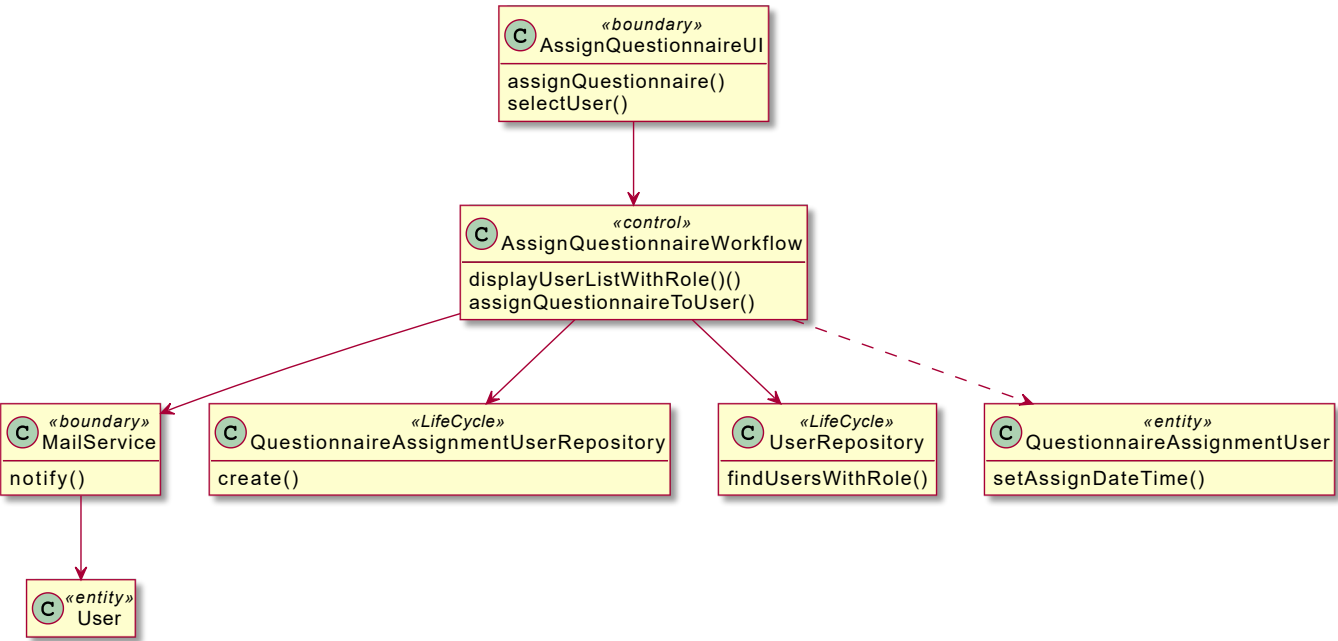 «boundary»
C AssignQuestionnaireUI
assignQuestionnaire()
selectUser()
«control»
C AssignQuestionnaireWorkflow
displayUserListWithRole()()
assignQuestionnaireToUser()
«boundary»
C MailService
notify()
«LifeCycle»
C QuestionnaireAssignmentUserRepository
create()
«LifeCycle»
C UserRepository
findUsersWithRole()
«entity»
C QuestionnaireAssignmentUser
setAssignDateTime()
«entity»
C User